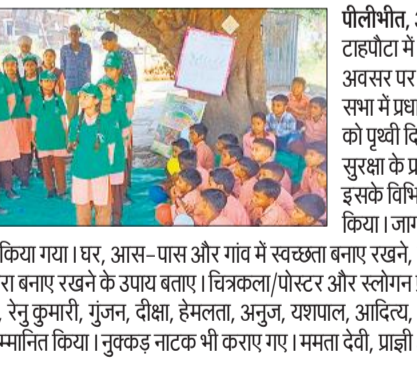 पीलीभीत,
टाहपौटा में
अवसर पर
सभा में प्रधा
को पृथ्वी दि
सुरक्षा के प्र
इसके विभि
किया । जाग
किया गया । घर, आस-पास और गांव में स्वच्छता बनाए रखने,
रा बनाए रखने के उपाय बताए । चित्रकला/पोस्टर और स्लोगन
, रेनु कुमारी, गुंजन, दीक्षा, हेमलता, अनुज, यशपाल, आदित्य,
म्मानित किया । नुक्कड़ नाटक भी कराए गए । ममता देवी, प्राज्ञी